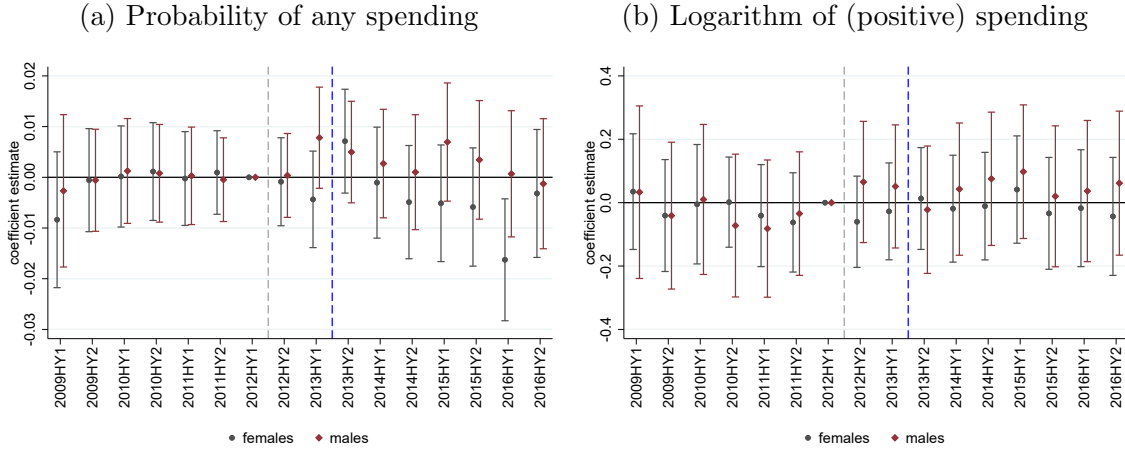 (a) Probability of any spending
(b) Logarithm of (positive) spending
coefficient estimate
0.02
0.01
0.00
-0.01
-0.02
-0.03
2009HY1
2009HY2
2010HY1
2010HY2
2011HY1
2011HY2
2012HY1
2012HY2
2013HY1
2013HY2
2014HY1
2014HY2
2015HY1
2015HY2
2016HY1
2016HY2
females males
coefficient estimate
0.4
0.2
0.0
-0.2
-0.4
2009HY1
2009HY2
2010HY1
2010HY2
2011HY1
2011HY2
2012HY1
2012HY2
2013HY1
2013HY2
2014HY1
2014HY2
2015HY1
2015HY2
2016HY1
2016HY2
females males